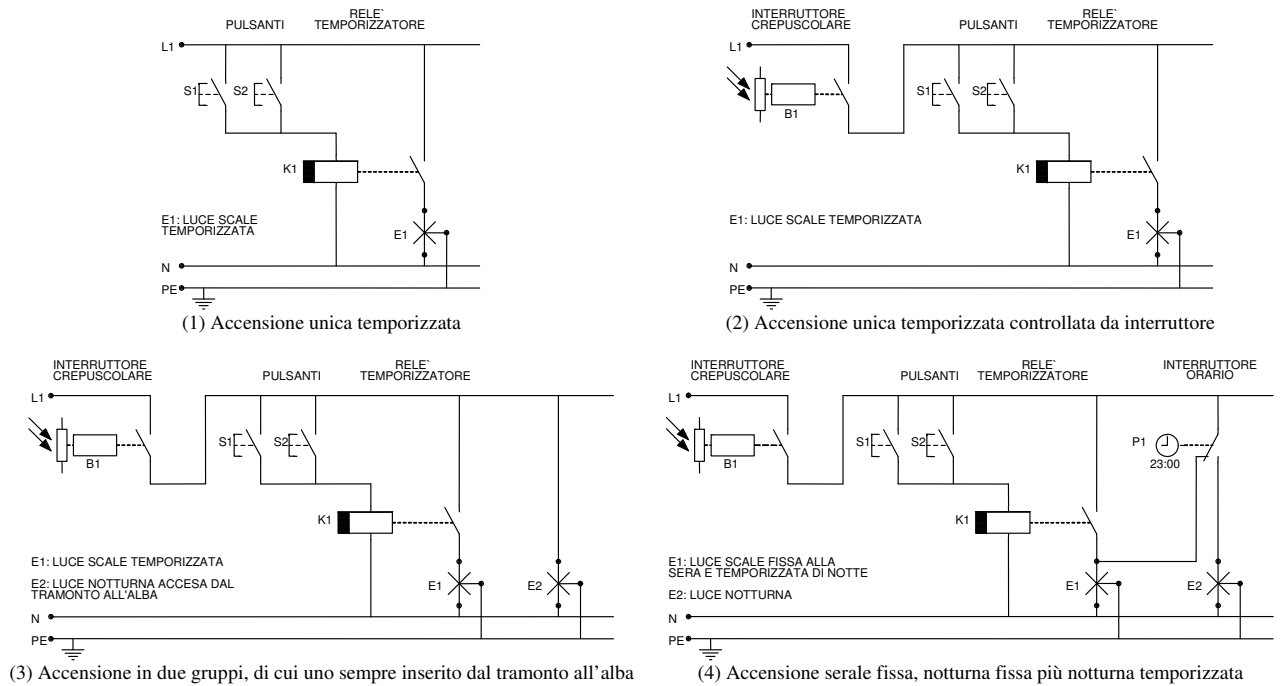 PULSANTI
RELE`
TEMPORIZZATORE
L1
S1
S2
K1
E1: LUCE SCALE
TEMPORIZZATA
E1
N
PE
(1) Accensione unica temporizzata
INTERRUTTORE
CREPUSCOLARE
PULSANTI
RELE`
TEMPORIZZATORE
L1
B1
S1
S2
K1
E1: LUCE SCALE TEMPORIZZATA
E1
N
PE
(2) Accensione unica temporizzata controllata da interruttore
INTERRUTTORE
CREPUSCOLARE
PULSANTI
RELE`
TEMPORIZZATORE
L1
B1
S1
S2
K1
E1: LUCE SCALE TEMPORIZZATA
E2: LUCE NOTTURNA ACCESA DAL
TRAMONTO ALL'ALBA
E1
E2
N
PE
(3) Accensione in due gruppi, di cui uno sempre inserito dal tramonto all'alba
INTERRUTTORE
CREPUSCOLARE
PULSANTI
RELE`
TEMPORIZZATORE
INTERRUTTORE
ORARIO
L1
B1
S1
S2
P1
23:00
K1
E1: LUCE SCALE FISSA ALLA
SERA E TEMPORIZZATA DI NOTTE
E2: LUCE NOTTURNA
E1
E2
N
PE
(4) Accensione serale fissa, notturna fissa più notturna temporizzata